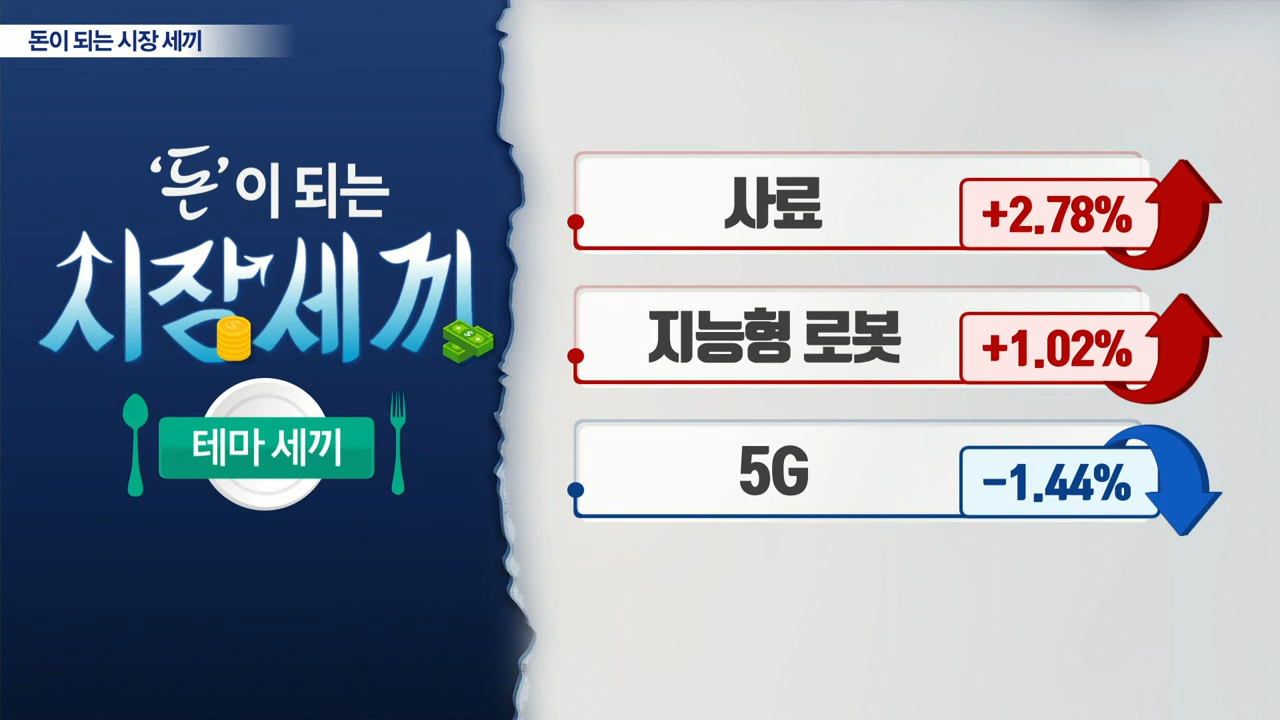 돈이 되는 시장 세끼
‘돈’이 되는
시장세끼
테마 세끼
사료
+2.78%
지능형 로봇
+1.02%
5G
-1.44%